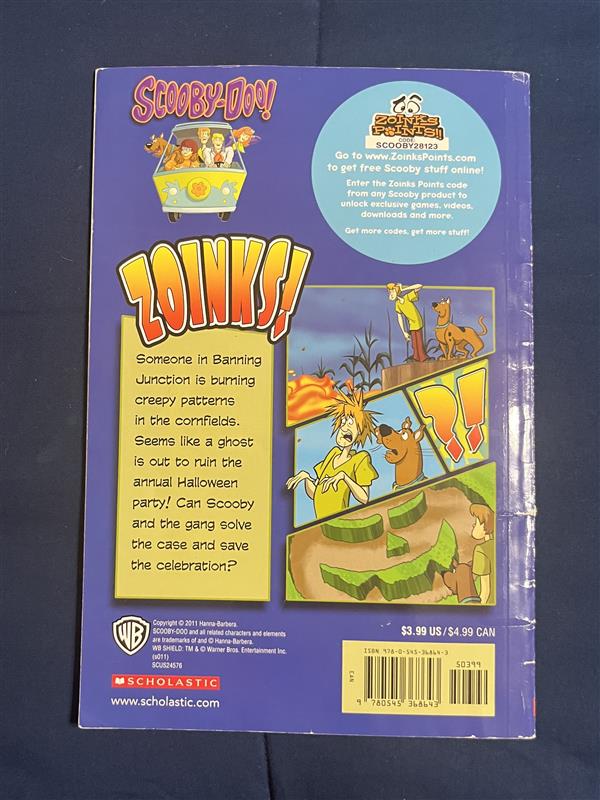 SCOOBY-DOO!
ZOINKS
POINTS!!
CODE:
SCOOBY28123
Go to www.ZoinksPoints.com
to get free Scooby stuff online!
Enter the Zoinks Points code
from any Scooby product to
unlock exclusive games, videos,
downloads and more.
Get more codes, get more stuff!
ZOINKS!
Someone in Banning
Junction is burning
creepy patterns
in the cornfields.
Seems like a ghost
is out to ruin the
annual Halloween
party! Can Scooby
and the gang solve
the case and save
the celebration?
?!
WB
Copyright © 2011 Hanna-Barbera.
SCOOBY-DOO and all related characters and elements
are trademarks of and © Hanna-Barbera.
WB SHIELD: TM & © Warner Bros. Entertainment Inc.
(s011)
SCUS24576
SCHOLASTIC
www.scholastic.com
$3.99 US / $4.99 CAN
ISBN 978-0-545-36864-3
50399
CAN
9 780545 368643